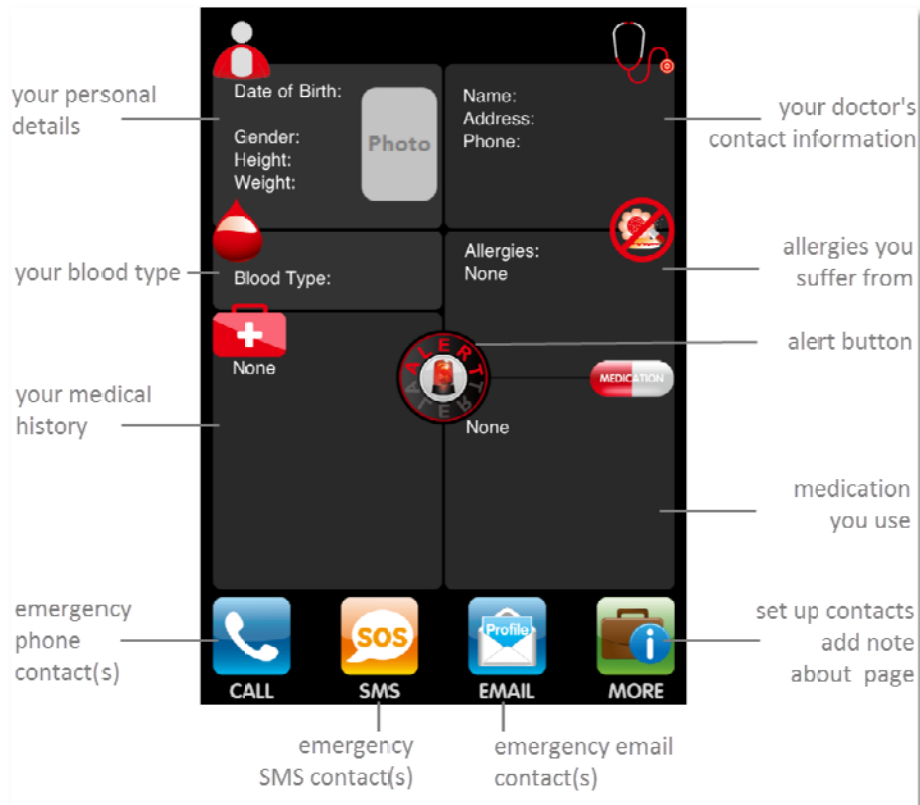 your personal
details
Date of Birth:
Gender:
Height:
Weight:
Photo
Name:
Address:
Phone:
your doctor's
contact information
your blood type
Blood Type:
Allergies:
None
allergies you
suffer from
ALERT
ALERT
alert button
None
your medical
history
MEDICATION
None
medication
you use
emergency
phone
contact(s)
SOS
Profile
i
CALL
SMS
EMAIL
MORE
set up contacts
add note
about page
emergency
SMS contact(s)
emergency email
contact(s)